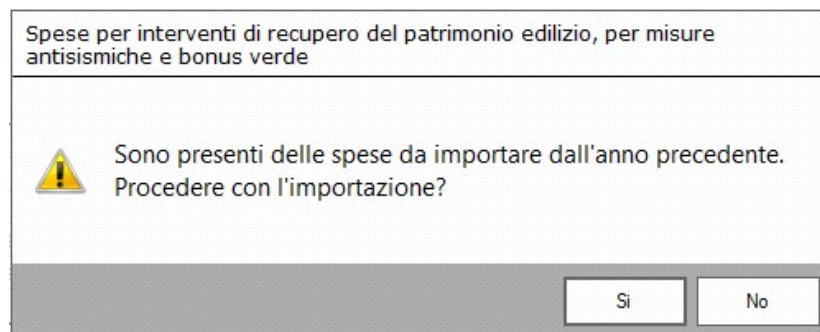 Spese per interventi di recupero del patrimonio edilizio, per misure
antisismiche e bonus verde
Sono presenti delle spese da importare dall'anno precedente.
Procedere con l'importazione?
Si
No